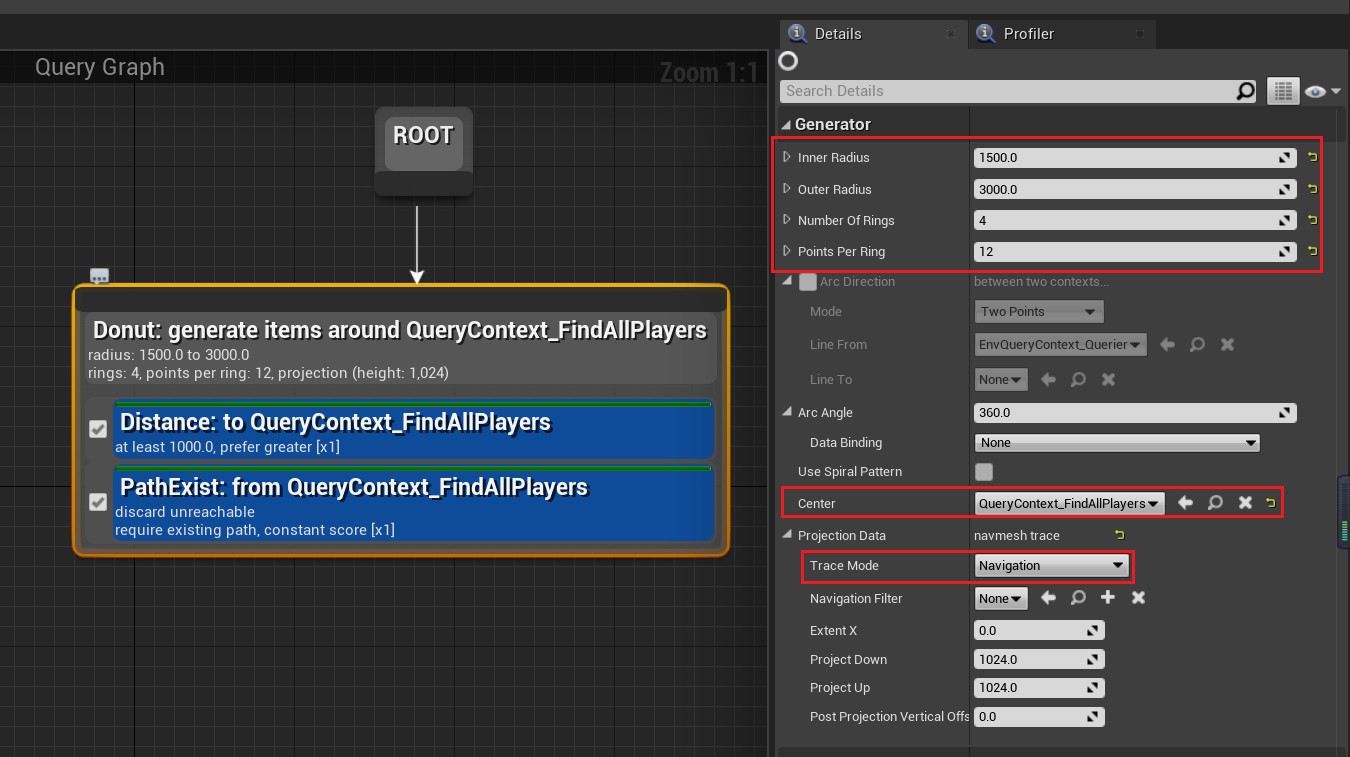 Query Graph
Zoom 1:1
ROOT
Donut: generate items around QueryContext_FindAllPlayers
radius: 1500.0 to 3000.0
rings: 4, points per ring: 12, projection (height: 1,024)
Distance: to QueryContext_FindAllPlayers
at least 1000.0, prefer greater [x1]
PathExist: from QueryContext_FindAllPlayers
discard unreachable
require existing path, constant score [x1]
Details
Profiler
Search Details
Generator
Inner Radius 1500.0
Outer Radius 3000.0
Number Of Rings 4
Points Per Ring 12
Arc Direction between two contexts...
Mode Two Points
Line From EnvQueryContext_Querier
Line To None
Arc Angle 360.0
Data Binding None
Use Spiral Pattern
Center QueryContext_FindAllPlayers
Projection Data navmesh trace
Trace Mode Navigation
Navigation Filter None
Extent X 0.0
Project Down 1024.0
Project Up 1024.0
Post Projection Vertical Offs 0.0